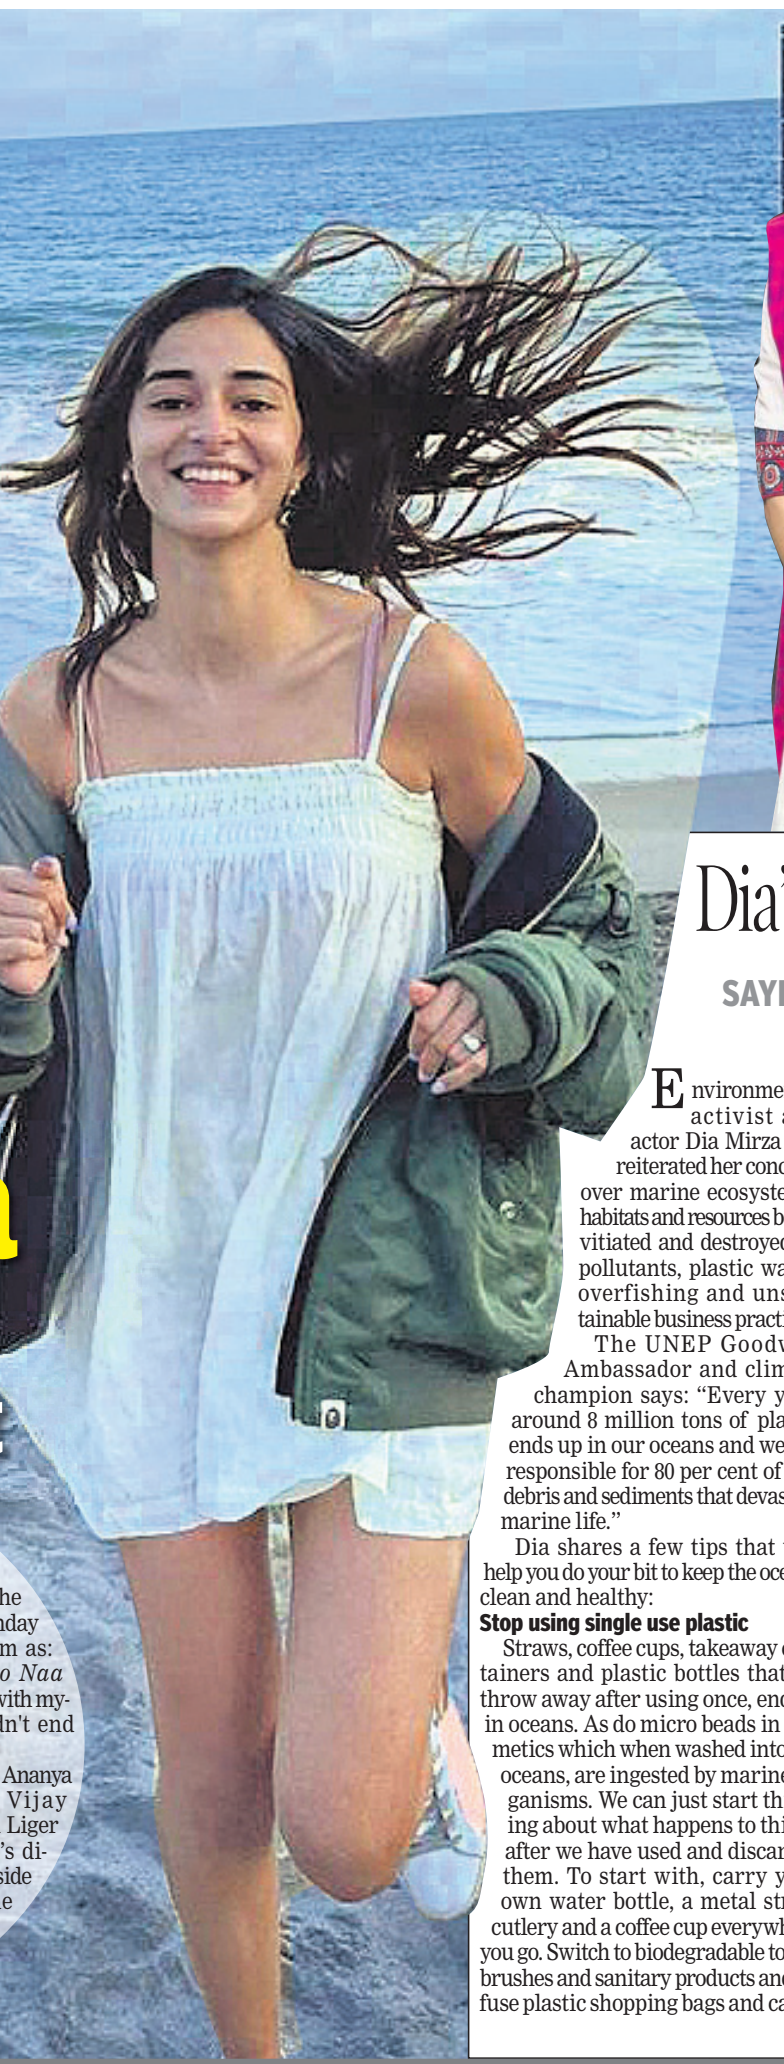 a
he
nday
m as:
o Naa
with my-
dn't end
Ananya
Vijay
Liger
’s di-
side
e
Dia’
SAYI
Environme
activist a
actor Dia Mirza
reiterated her conc
over marine ecosyste
habitats and resources b
vitiated and destroyed
pollutants, plastic wa
overfishing and uns
tainable business practi
The UNEP Goodw
Ambassador and clim
champion says: “Every y
around 8 million tons of pla
ends up in our oceans and we
responsible for 80 per cent of
debris and sediments that devas
marine life.”
Dia shares a few tips that
help you do your bit to keep the oce
clean and healthy:
Stop using single use plastic
Straws, coffee cups, takeaway c
tainers and plastic bottles that
throw away after using once, end
in oceans. As do micro beads in
metics which when washed into
oceans, are ingested by marine
ganisms. We can just start th
ing about what happens to thi
after we have used and discar
them. To start with, carry y
own water bottle, a metal str
cutlery and a coffee cup everywh
you go. Switch to biodegradable to
brushes and sanitary products and
fuse plastic shopping bags and ca